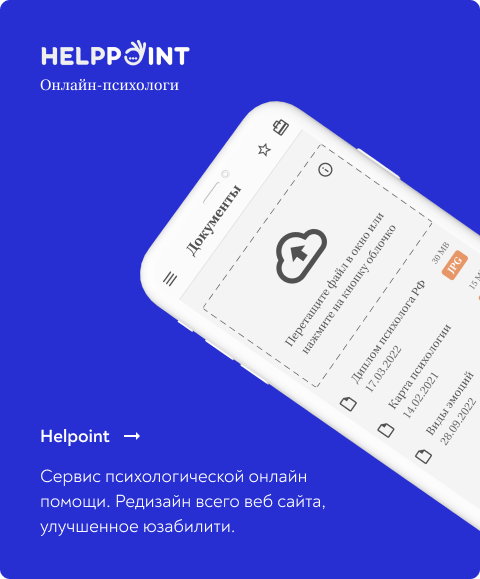 HELPPOINT
Онлайн-психологи
Документы
Перетащите файл в окно или
нажмите на кнопку облочко
Диплом психолога РФ
17.03.2022
30 MB
JPG
Карта психологии
14.02.2021
15 M
Виды эмоций
28.09.2022
Helpoint →
Сервис психологической онлайн
помощи. Редизайн всего веб сайта,
улучшенное юзабилити.